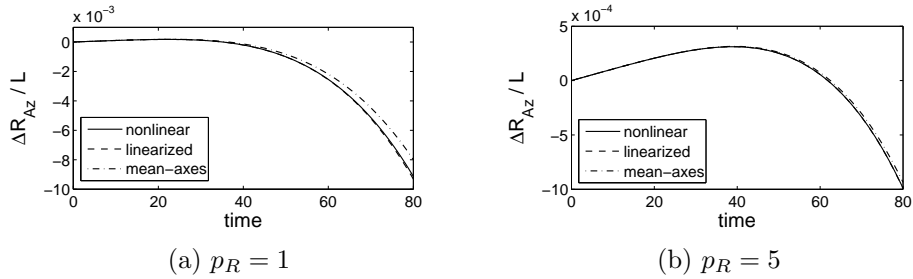 x 10⁻³
0
−2
−4
−6
−8
−10
0 20 40 60 80
ΔR_Az / L
time
nonlinear
linearized
mean−axes
(a) p_R = 1
x 10⁻⁴
5
0
−5
−10
0 20 40 60 80
ΔR_Az / L
time
nonlinear
linearized
mean−axes
(b) p_R = 5